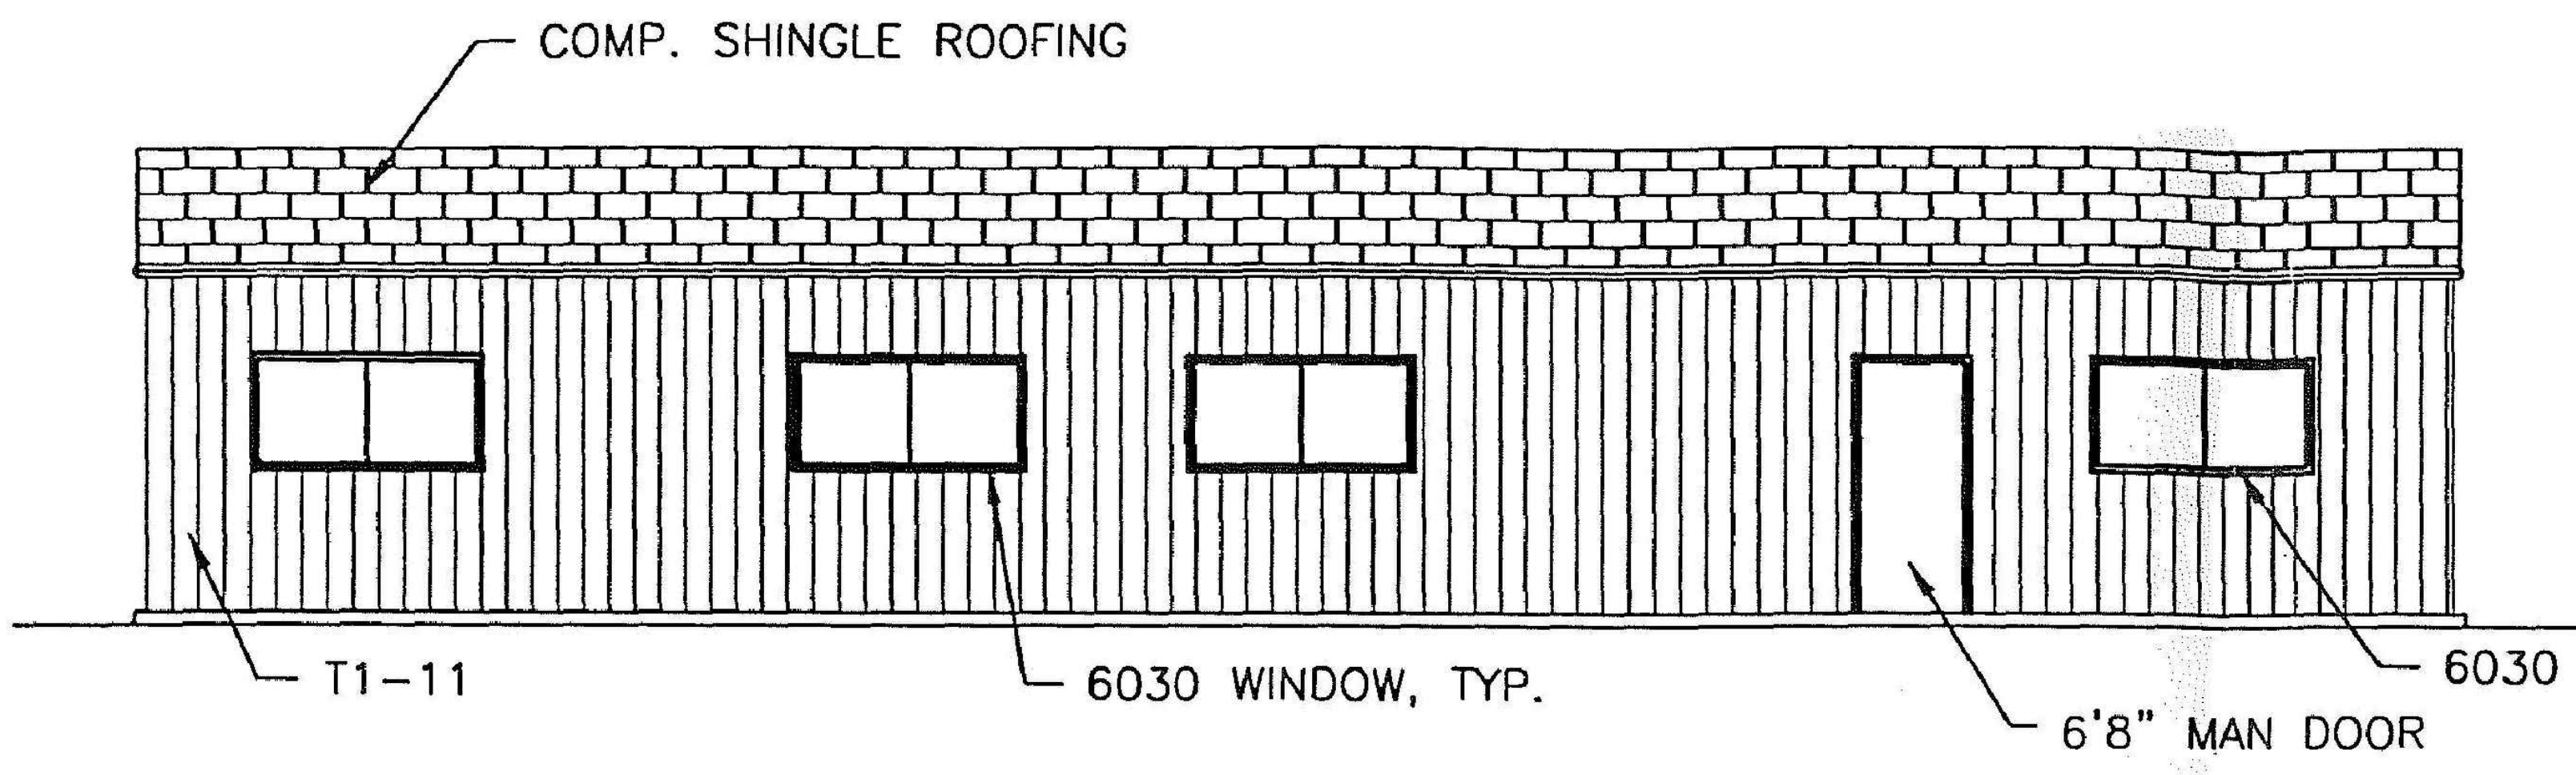 COMP. SHINGLE ROOFING
T1-11
6030 WINDOW, TYP.
6030
6'8" MAN DOOR